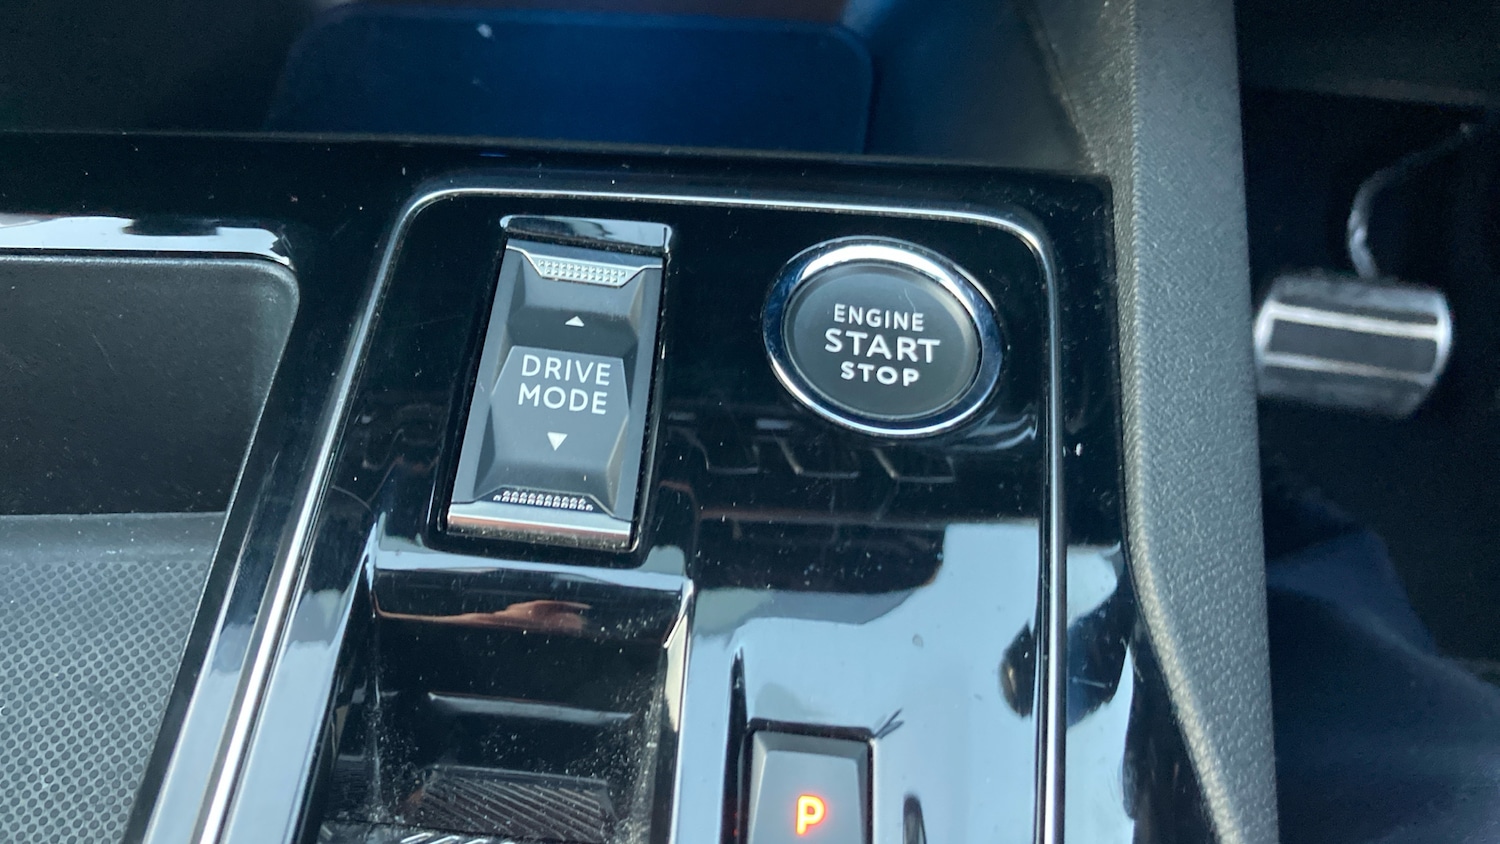 DRIVE
MODE
ENGINE
START
STOP
P